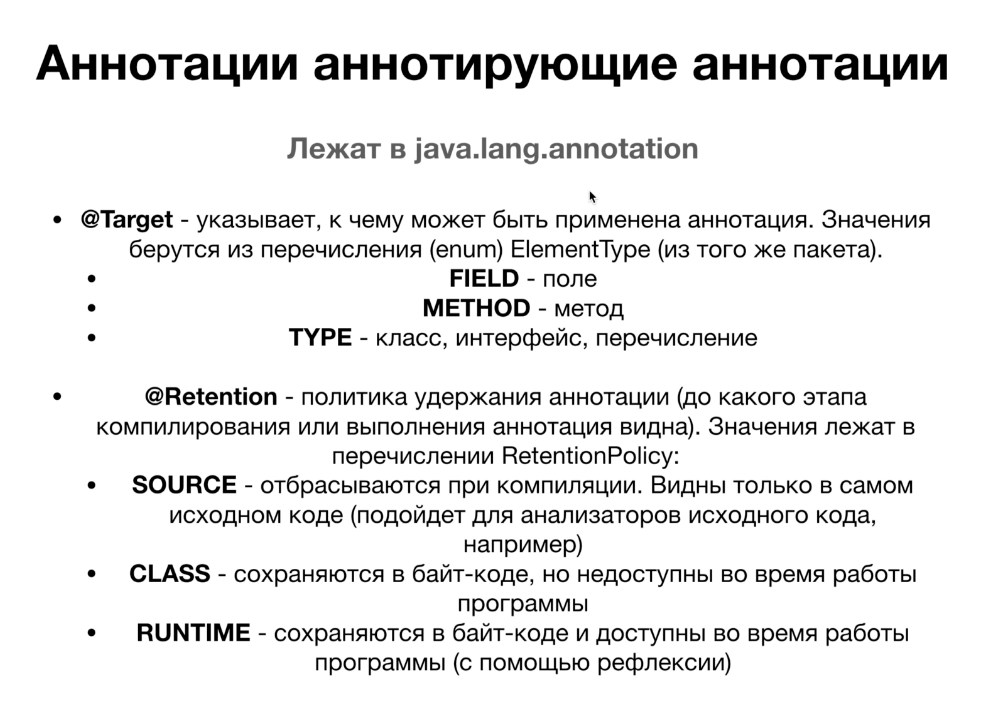 Аннотации аннотирующие аннотации
Лежат в java.lang.annotation
• @Target - указывает, к чему может быть применена аннотация. Значения
берутся из перечисления (enum) ElementType (из того же пакета).
• FIELD - поле
• METHOD - метод
• TYPE - класс, интерфейс, перечисление
• @Retention - политика удержания аннотации (до какого этапа
компилирования или выполнения аннотация видна). Значения лежат в
перечислении RetentionPolicy:
• SOURCE - отбрасываются при компиляции. Видны только в самом
исходном коде (подойдет для анализаторов исходного кода,
например)
• CLASS - сохраняются в байт-коде, но недоступны во время работы
программы
• RUNTIME - сохраняются в байт-коде и доступны во время работы
программы (с помощью рефлексии)